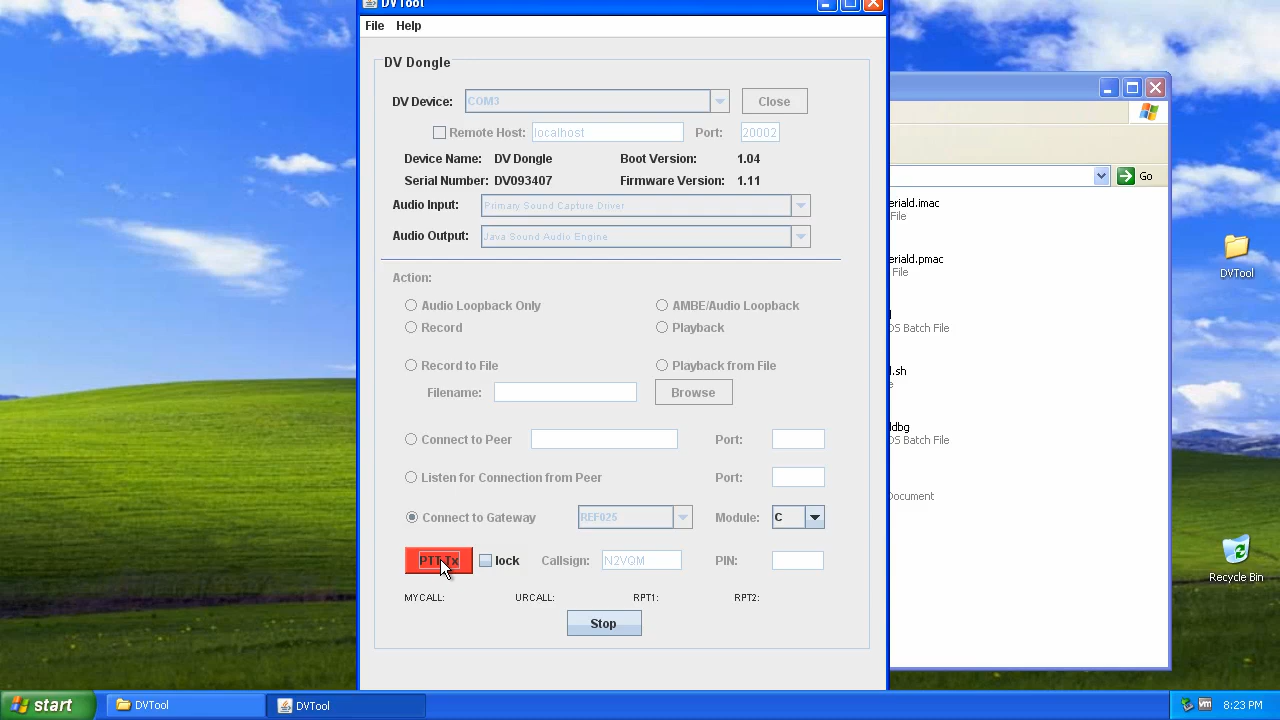 DVTool
File Help
DV Dongle
DV Device: COM3 Close
Remote Host: localhost Port: 20002
Device Name: DV Dongle Boot Version: 1.04
Serial Number: DV093407 Firmware Version: 1.11
Audio Input: Primary Sound Capture Driver
Audio Output: Java Sound Audio Engine
Action:
Audio Loopback Only AMBE/Audio Loopback
Record Playback
Record to File Playback from File
Filename: Browse
Connect to Peer Port:
Listen for Connection from Peer Port:
Connect to Gateway REF025 Module: C
PTT Tx lock Callsign: N2VQM PIN:
MYCALL: URCALL: RPT1: RPT2:
Stop
Go
eriald.imac
File
eriald.pmac
File
OS Batch File
.sh
ldbg
OS Batch File
Document
DVTool
Recycle Bin
start DVTool DVTool 8:23 PM